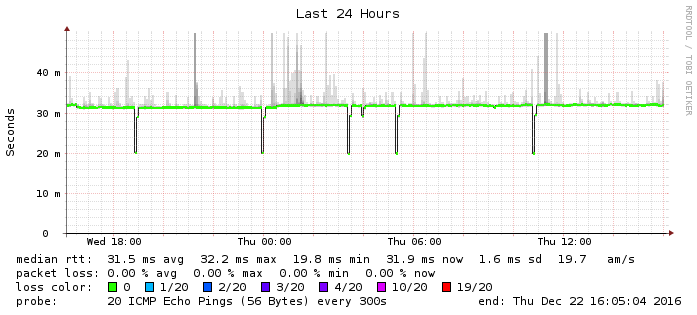 Last 24 Hours
RRDTOOL / TOBI OETIKER
Seconds
40 m
30 m
20 m
10 m
0
Wed 18:00 Thu 00:00 Thu 06:00 Thu 12:00
median rtt: 31.5 ms avg 32.2 ms max 19.8 ms min 31.9 ms now 1.6 ms sd 19.7 am/s
packet loss: 0.00 % avg 0.00 % max 0.00 % min 0.00 % now
loss color: 0 1/20 2/20 3/20 4/20 10/20 19/20
probe: 20 ICMP Echo Pings (56 Bytes) every 300s end: Thu Dec 22 16:05:04 2016